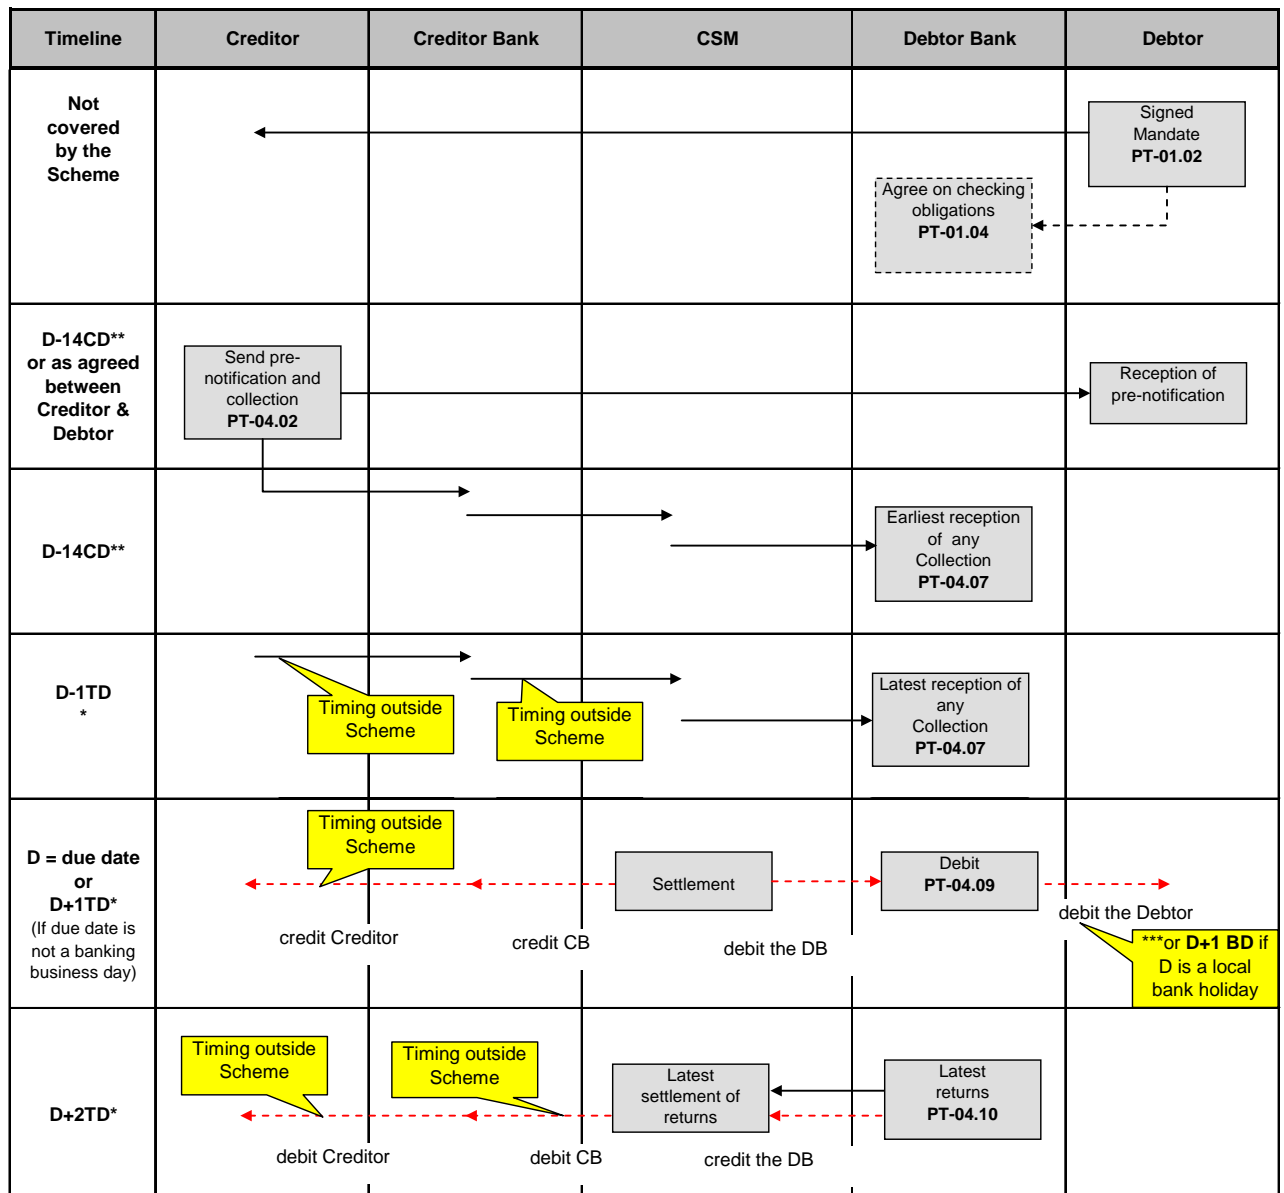 Timeline
Creditor
Creditor Bank
CSM
Debtor Bank
Debtor
Not
covered
by the
Scheme
Signed
Mandate
PT-01.02
Agree on checking
obligations
PT-01.04
D-14CD**
or as agreed
between
Creditor &
Debtor
Send pre-
notification and
collection
PT-04.02
Reception of
pre-notification
D-14CD**
Earliest reception
of any
Collection
PT-04.07
D-1TD
*
Timing outside
Scheme
Timing outside
Scheme
Latest reception of
any
Collection
PT-04.07
D = due date
or
D+1TD*
(If due date is
not a banking
business day)
Timing outside
Scheme
Settlement
Debit
PT-04.09
credit Creditor
credit CB
debit the DB
debit the Debtor
***or D+1 BD if
D is a local
bank holiday
D+2TD*
Timing outside
Scheme
Timing outside
Scheme
Latest
settlement of
returns
Latest
returns
PT-04.10
debit Creditor
debit CB
credit the DB